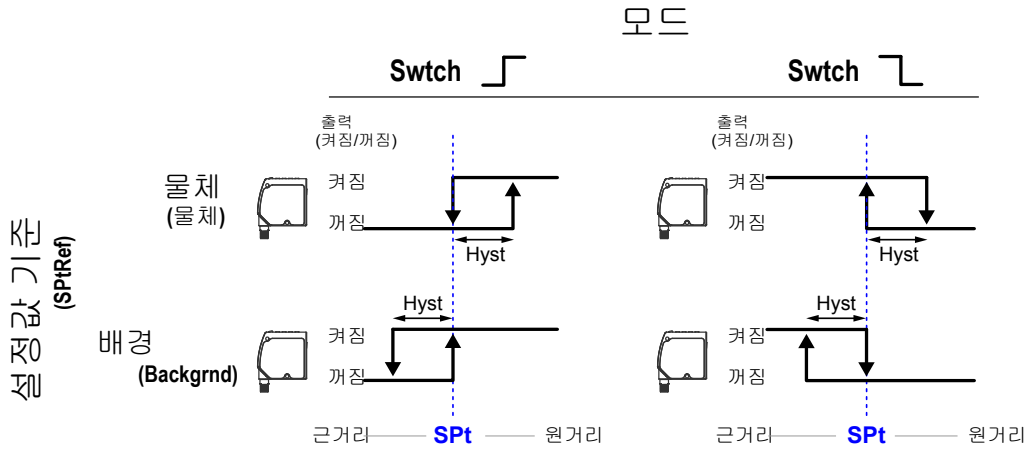 모드
Swtch Swtch
출력 출력
(켜짐/꺼짐) (켜짐/꺼짐)
설정값 기준
(SPtRef)
물체
(물체)
켜짐 켜짐
꺼짐 꺼짐
Hyst Hyst
배경
(Backgrnd)
Hyst Hyst
켜짐 켜짐
꺼짐 꺼짐
근거리 SPt 원거리 근거리 SPt 원거리